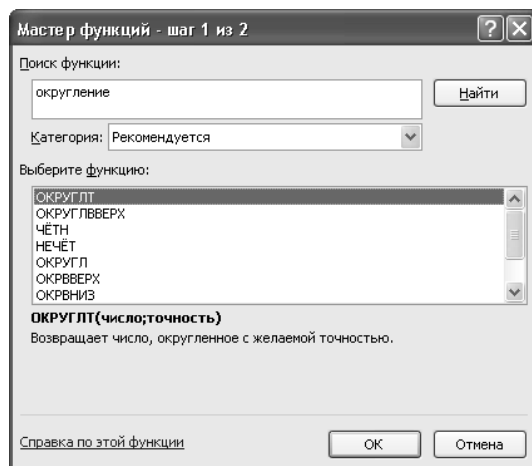 Мастер функций - шаг 1 из 2
Поиск функции:
округление
Найти
Категория: Рекомендуется
Выберите функцию:
ОКРУГЛТ
ОКРУГЛВВЕРХ
ЧЁТН
НЕЧЁТ
ОКРУГЛ
ОКРВВЕРХ
ОКРВНИЗ
ОКРУГЛТ(число;точность)
Возвращает число, округленное с желаемой точностью.
Справка по этой функции
ОК
Отмена